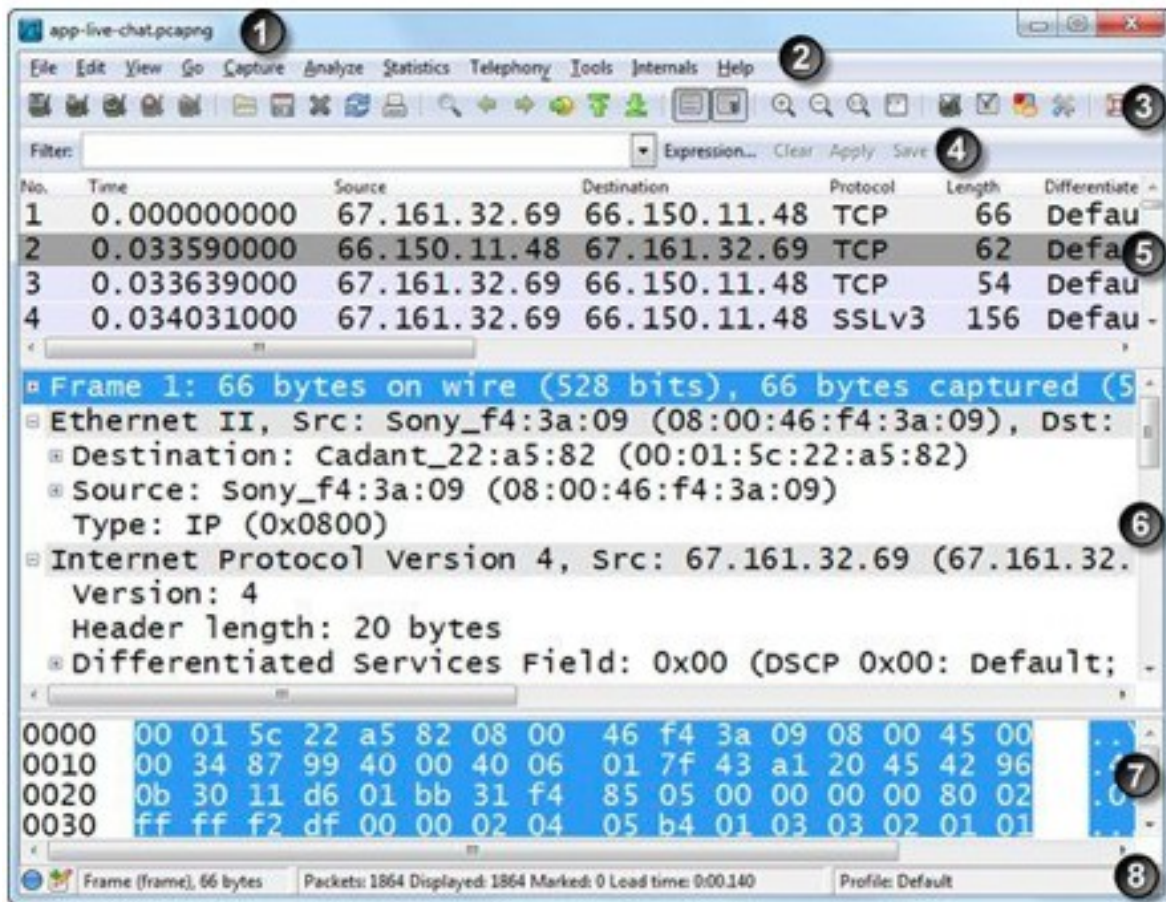 app-live-chat.pcapng 1
File Edit View Go Capture Analyze Statistics Telephony Tools Internals Help 2
3
Filter: Expression... Clear Apply Save 4
No. Time Source Destination Protocol Length Differentiate
1 0.000000000 67.161.32.69 66.150.11.48 TCP 66 Defau
2 0.033590000 66.150.11.48 67.161.32.69 TCP 62 Defa 5
3 0.033639000 67.161.32.69 66.150.11.48 TCP 54 Defau
4 0.034031000 67.161.32.69 66.150.11.48 SSLv3 156 Defau
Frame 1: 66 bytes on wire (528 bits), 66 bytes captured (5
Ethernet II, Src: Sony_f4:3a:09 (08:00:46:f4:3a:09), Dst:
Destination: Cadant_22:a5:82 (00:01:5c:22:a5:82)
Source: Sony_f4:3a:09 (08:00:46:f4:3a:09)
Type: IP (0x0800) 6
Internet Protocol Version 4, Src: 67.161.32.69 (67.161.32.
Version: 4
Header length: 20 bytes
Differentiated Services Field: 0x00 (DSCP 0x00: Default;
0000 00 01 5c 22 a5 82 08 00 46 f4 3a 09 08 00 45 00 ..\
0010 00 34 87 99 40 00 40 06 01 7f 43 a1 20 45 42 96 .4 7
0020 0b 30 11 d6 01 bb 31 f4 85 05 00 00 00 00 80 02 .0
0030 ff ff f2 df 00 00 02 04 05 b4 01 03 03 02 01 01 ...
Frame (frame), 66 bytes Packets: 1864 Displayed: 1864 Marked: 0 Load time: 0:00.140 Profile: Default 8